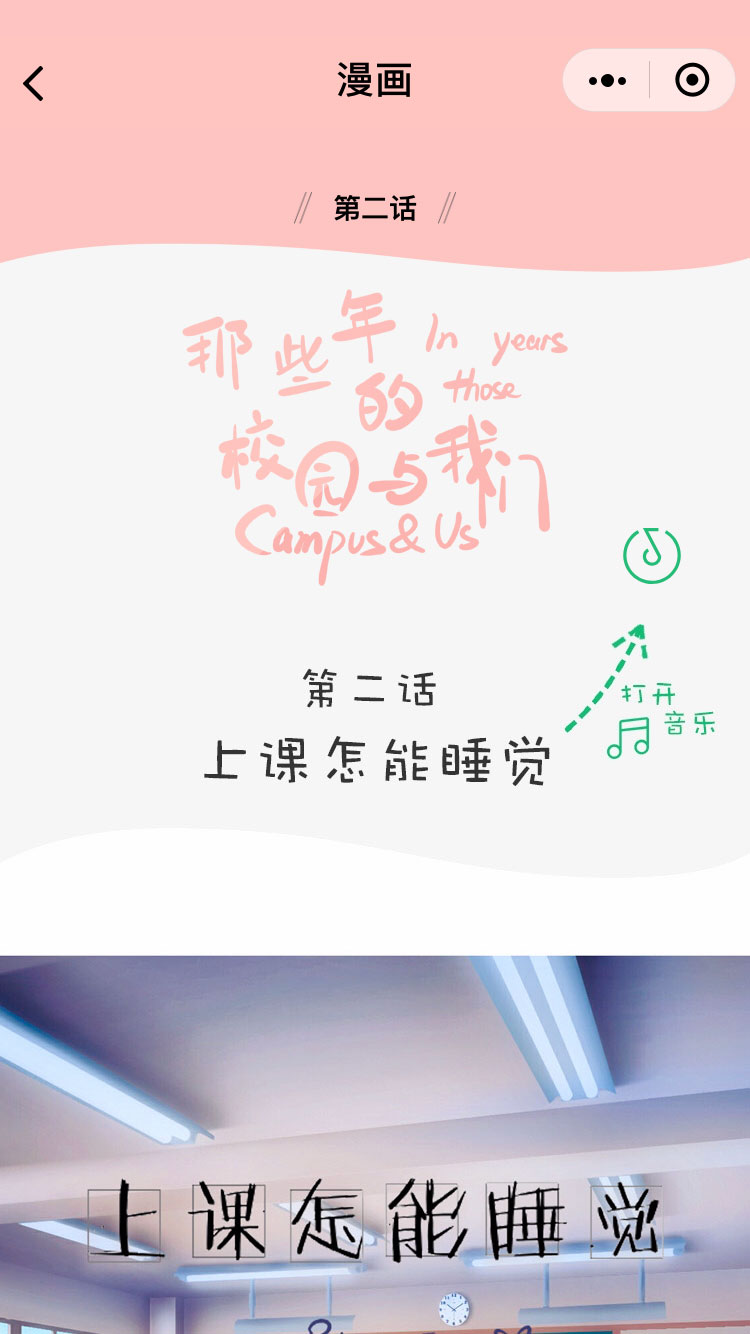 漫画
第二话
那些年 In years
的 those
校园与我们
Campus & Us
第二话
上课怎能睡觉
打开
音乐
上课怎能睡觉